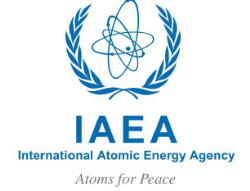 IAEA
International Atomic Energy Agency
Atoms for Peace